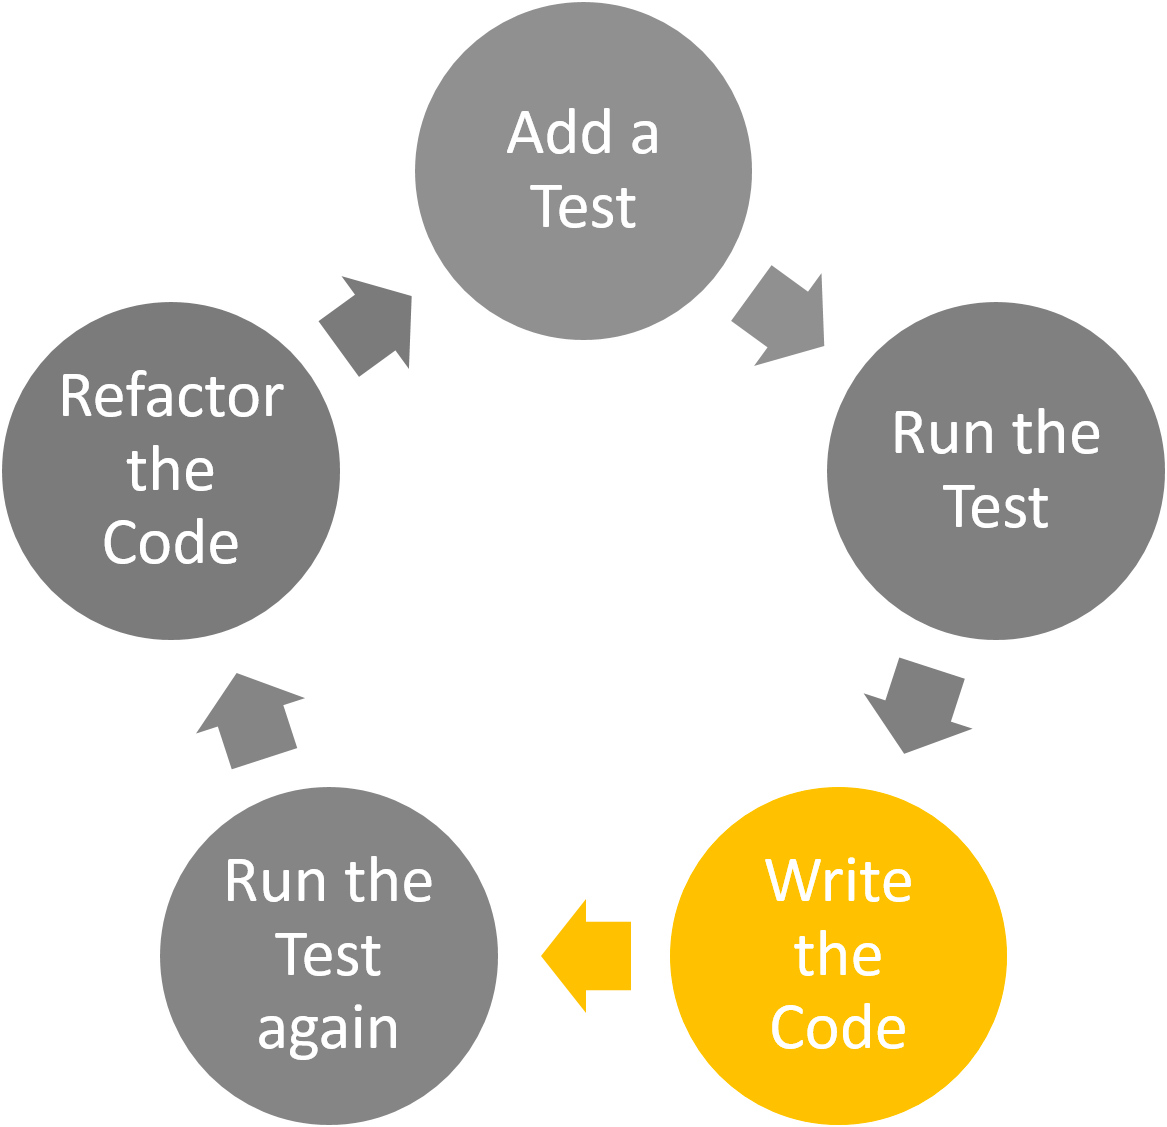 Add a
Test
Run the
Test
Write
the
Code
Run the
Test
again
Refactor
the
Code